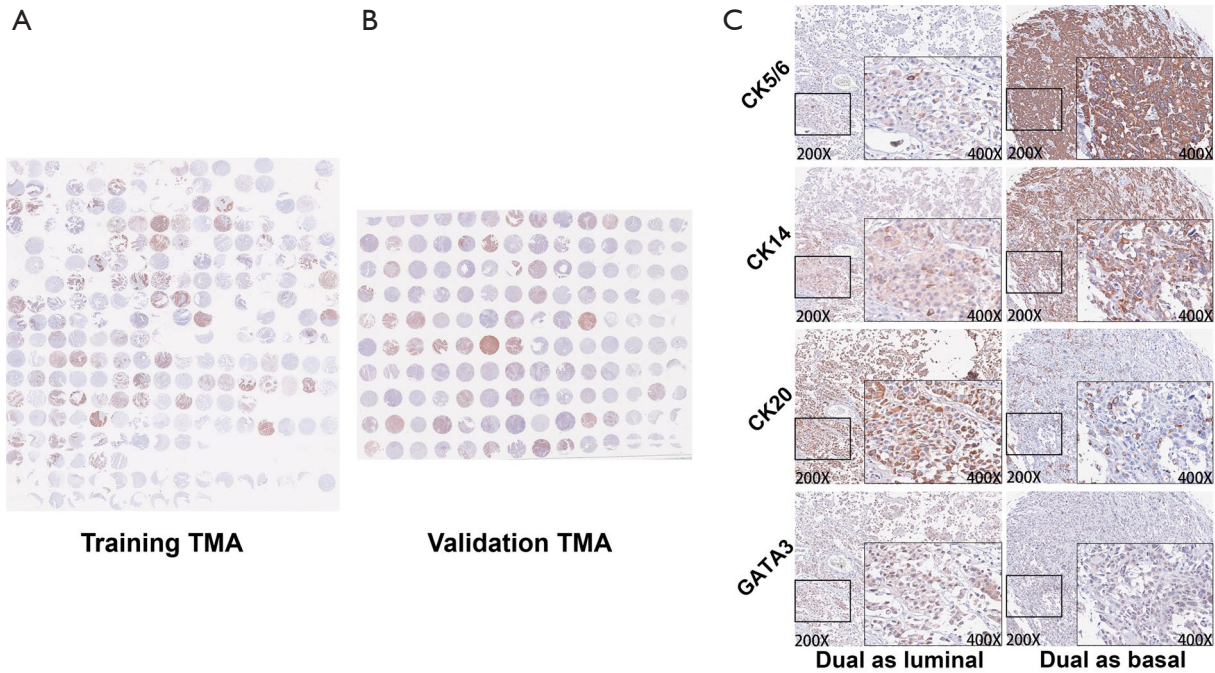 A
B
C
CK5/6
200X
400X
200X
400X
CK14
200X
400X
200X
400X
CK20
200X
400X
200X
400X
GATA3
200X
400X
200X
400X
Dual as luminal
Dual as basal
Training TMA
Validation TMA